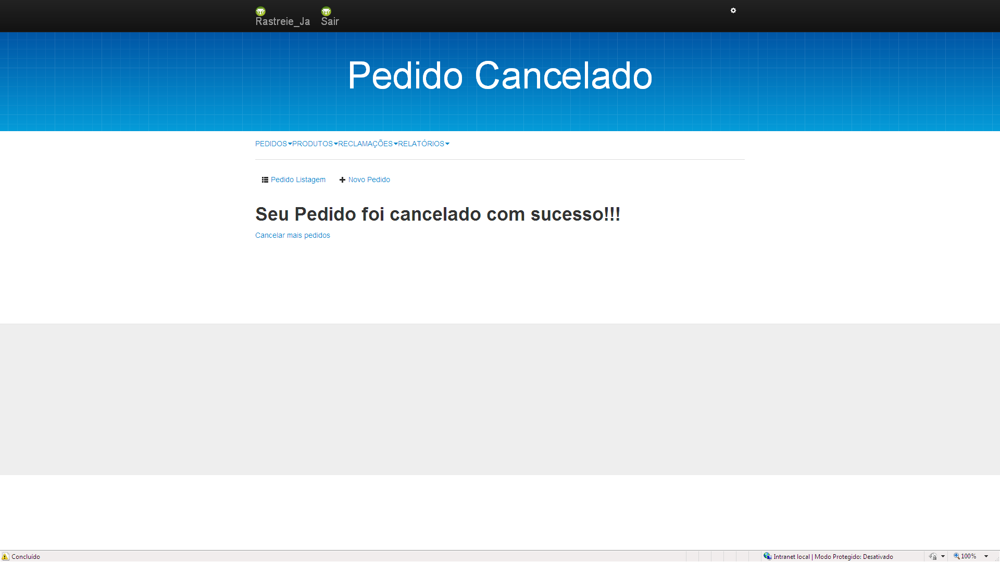 Rastreie_Ja Sair
Pedido Cancelado
PEDIDOS PRODUTOS RECLAMAÇÕES RELATÓRIOS
Pedido Listagem Novo Pedido
Seu Pedido foi cancelado com sucesso!!!
Cancelar mais pedidos
Concluído Intranet local | Modo Protegido: Desativado 100%